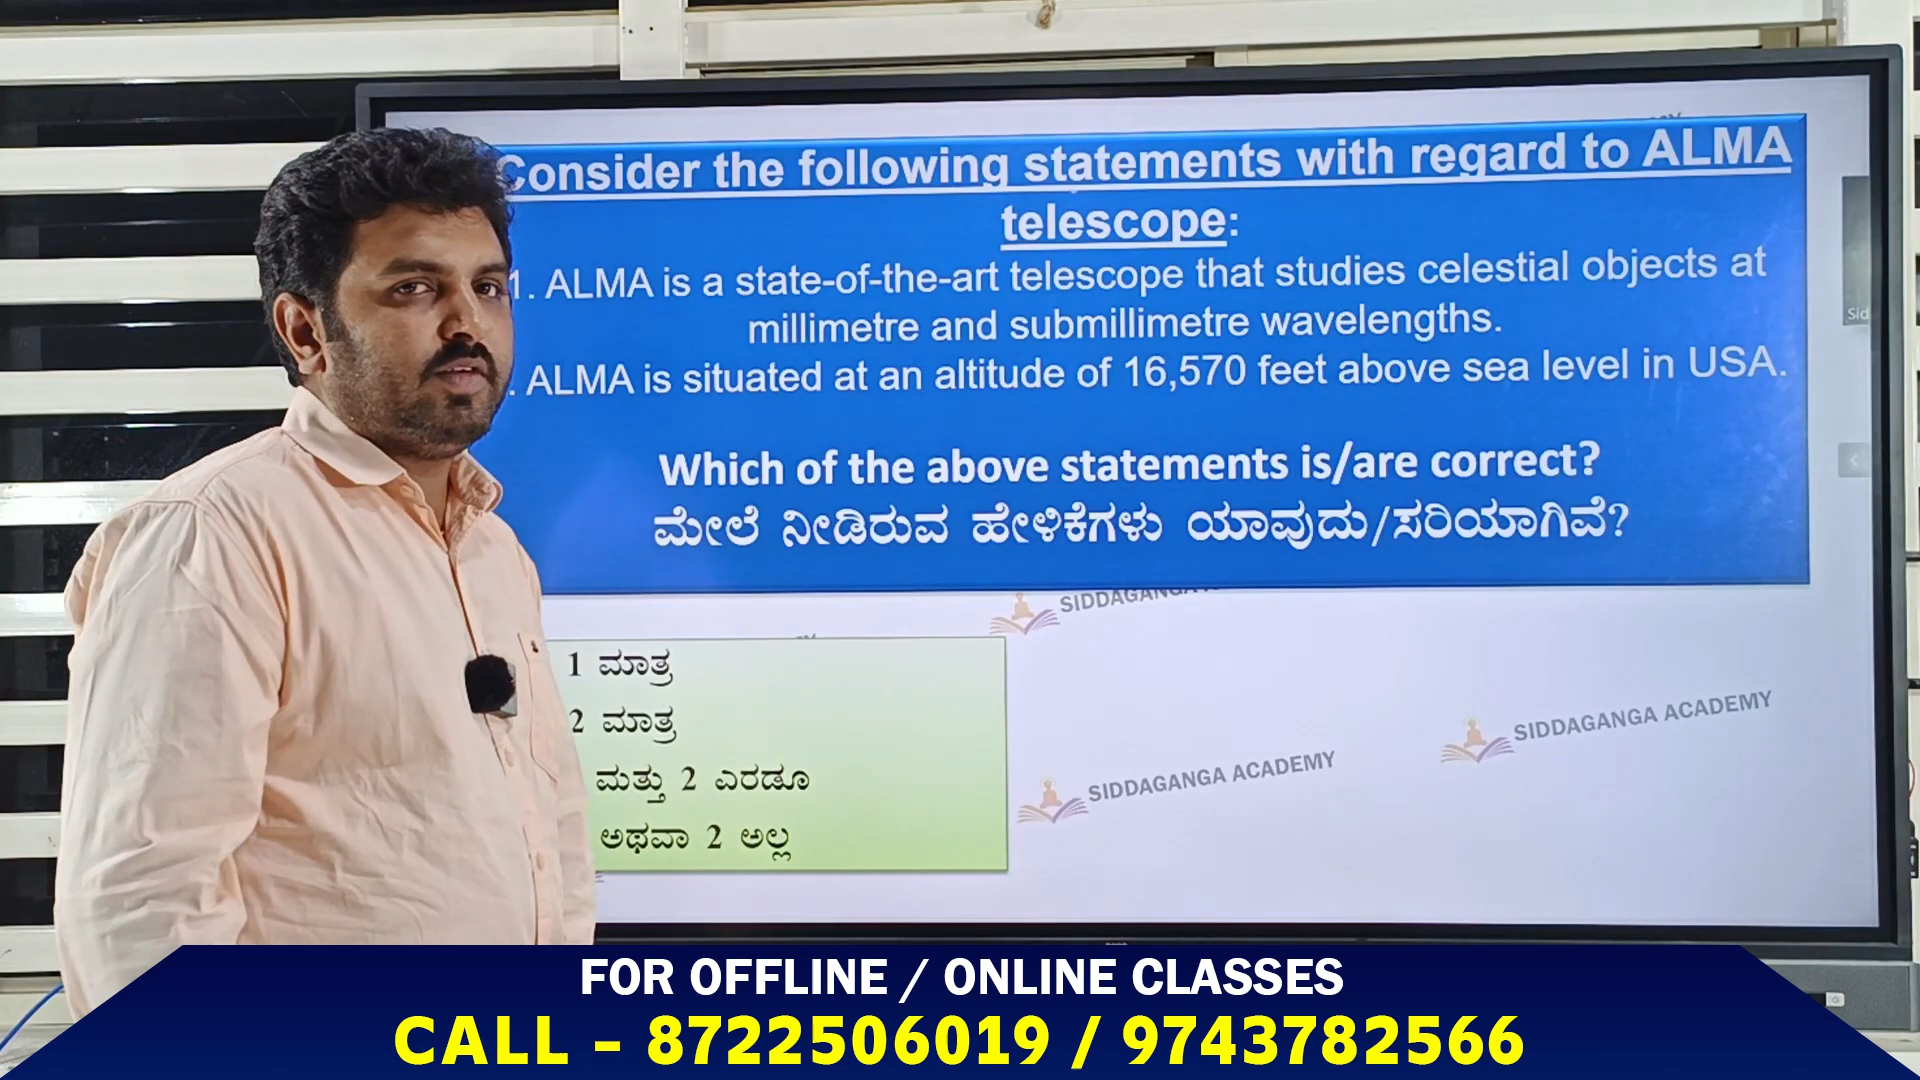 Consider the following statements with regard to ALMA
telescope:
1. ALMA is a state-of-the-art telescope that studies celestial objects at
millimetre and submillimetre wavelengths.
. ALMA is situated at an altitude of 16,570 feet above sea level in USA.
Which of the above statements is/are correct?
ಮೇಲೆ ನೀಡಿರುವ ಹೇಳಿಕೆಗಳು ಯಾವುದು/ಸರಿಯಾಗಿವೆ?
1 ಮಾತ್ರ
2 ಮಾತ್ರ
ಮತ್ತು 2 ಎರಡೂ
ಅಥವಾ 2 ಅಲ್ಲ
SIDDAGANGA
SIDDAGANGA ACADEMY
SIDDAGANGA ACADEMY
Sid
FOR OFFLINE / ONLINE CLASSES
CALL - 8722506019 / 9743782566